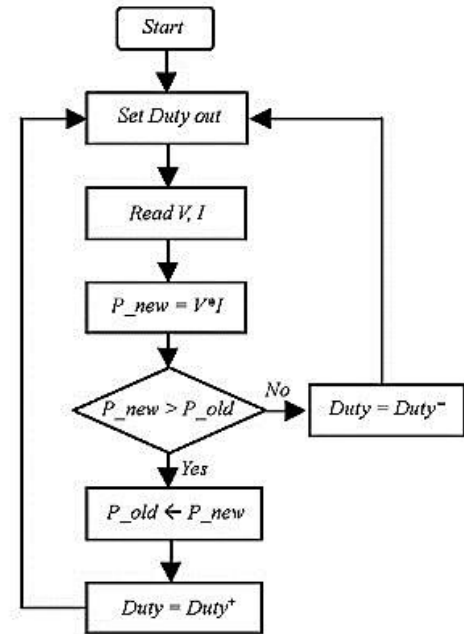 Start
Set Duty out
Read V, I
P_new = V*I
P_new > P_old
No
Duty = Duty⁻
Yes
P_old ← P_new
Duty = Duty⁺